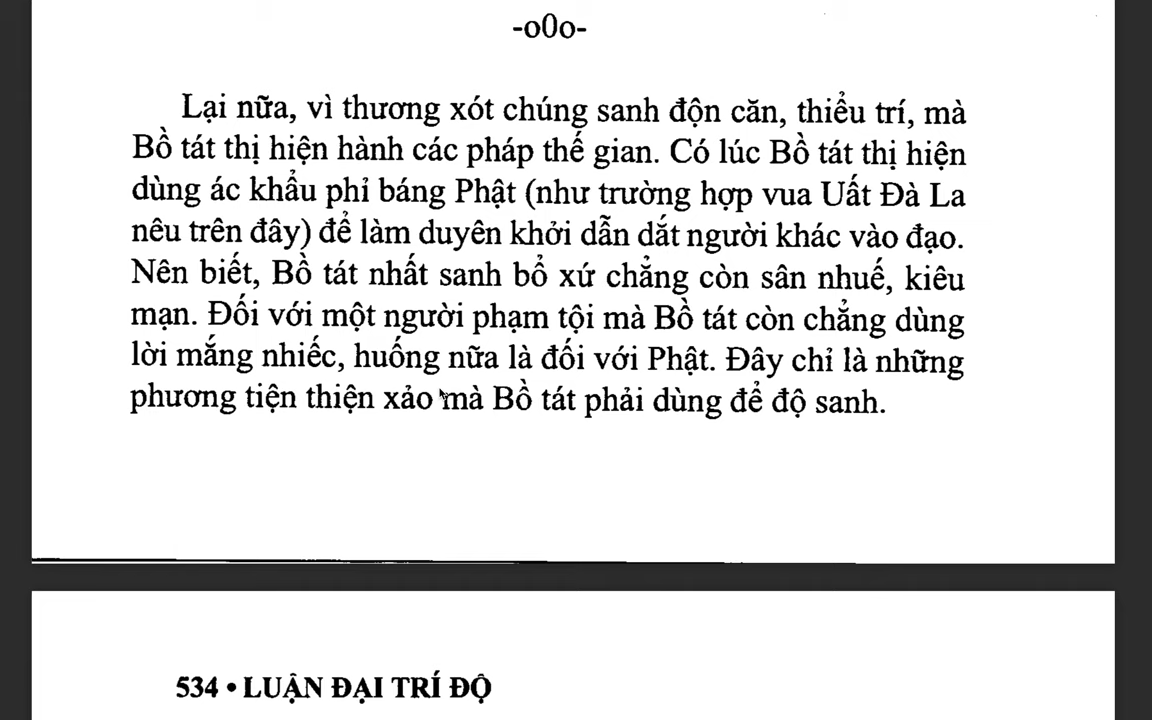 -o0o-
Lại nữa, vì thương xót chúng sanh độn căn, thiểu trí, mà
Bồ tát thị hiện hành các pháp thế gian. Có lúc Bồ tát thị hiện
dùng ác khẩu phỉ báng Phật (như trường hợp vua Uất Đà La
nêu trên đây) để làm duyên khởi dẫn dắt người khác vào đạo.
Nên biết, Bồ tát nhất sanh bổ xứ chẳng còn sân nhuế, kiêu
mạn. Đối với một người phạm tội mà Bồ tát còn chẳng dùng
lời mắng nhiếc, huống nữa là đối với Phật. Đây chỉ là những
phương tiện thiện xảo mà Bồ tát phải dùng để độ sanh.
534 • LUẬN ĐẠI TRÍ ĐỘ